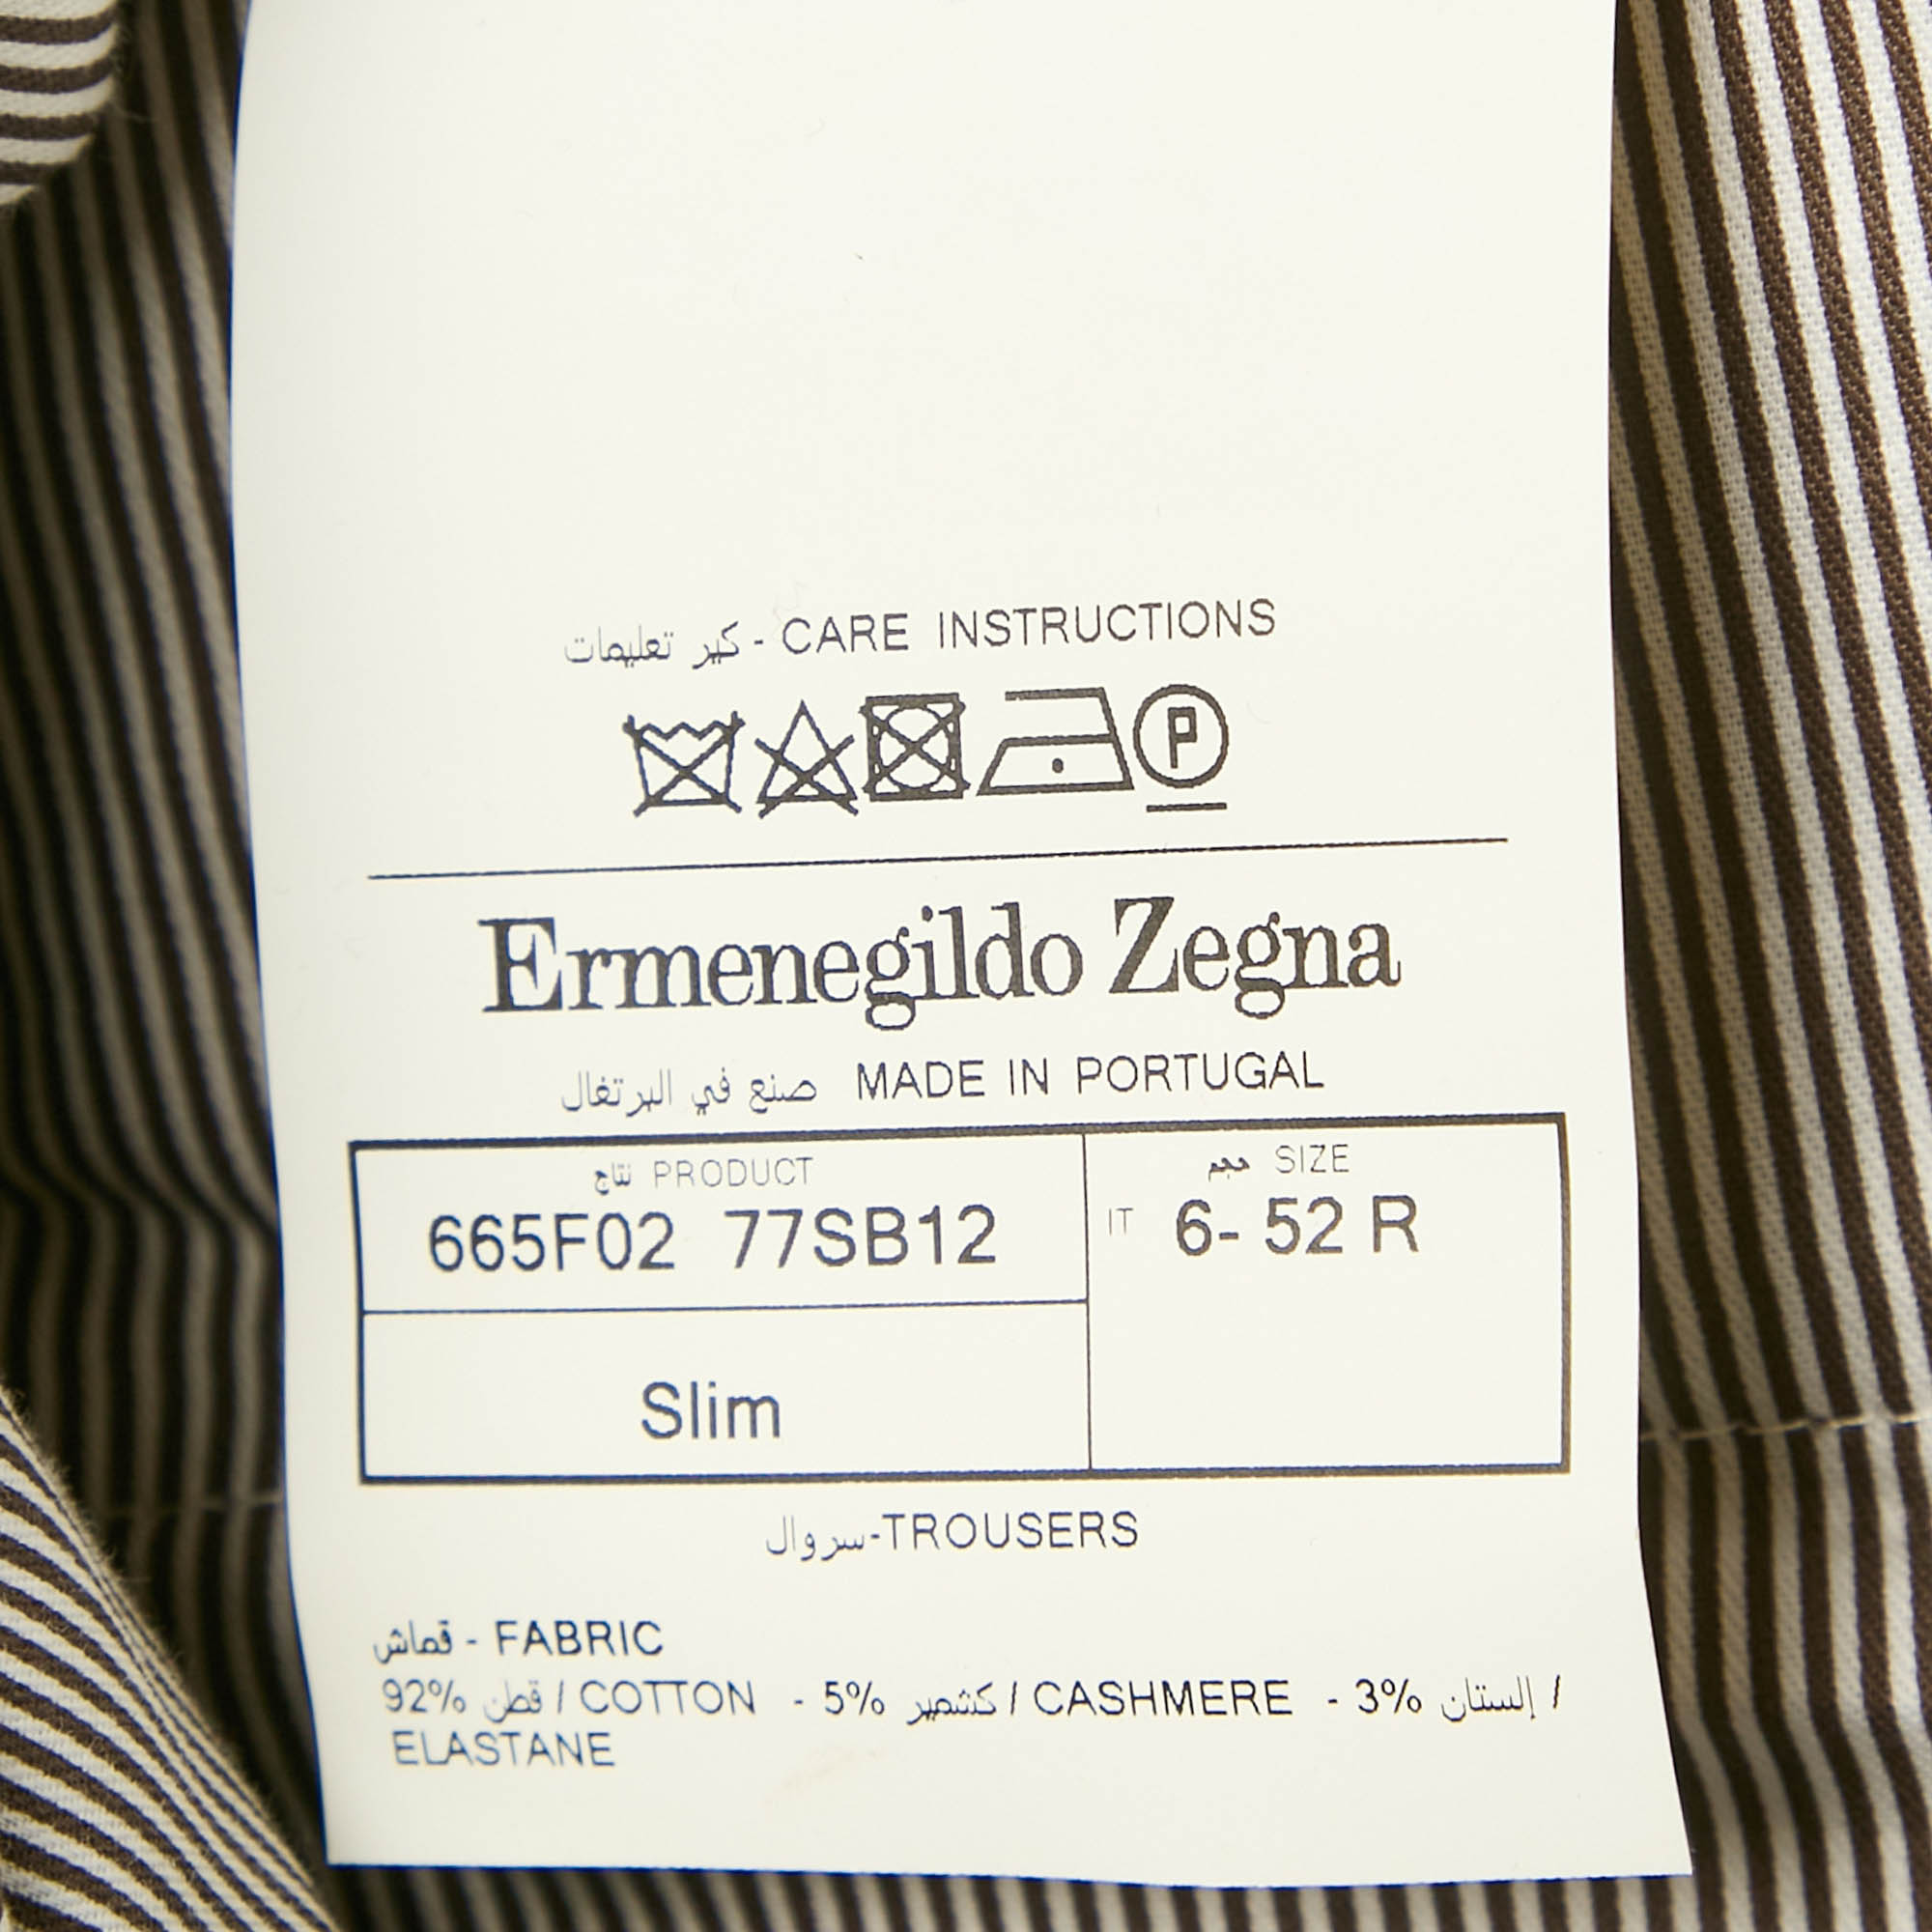 كير تعليمات - CARE INSTRUCTIONS
P
Ermenegildo Zegna
صنع في البرتغال MADE IN PORTUGAL
نتاج PRODUCT
665F02 77SB12
حجم SIZE
IT 6- 52 R
Slim
سروال-TROUSERS
قماش - FABRIC
92% قطن / COTTON - 5% كشمير / CASHMERE - 3% إلستان /
ELASTANE